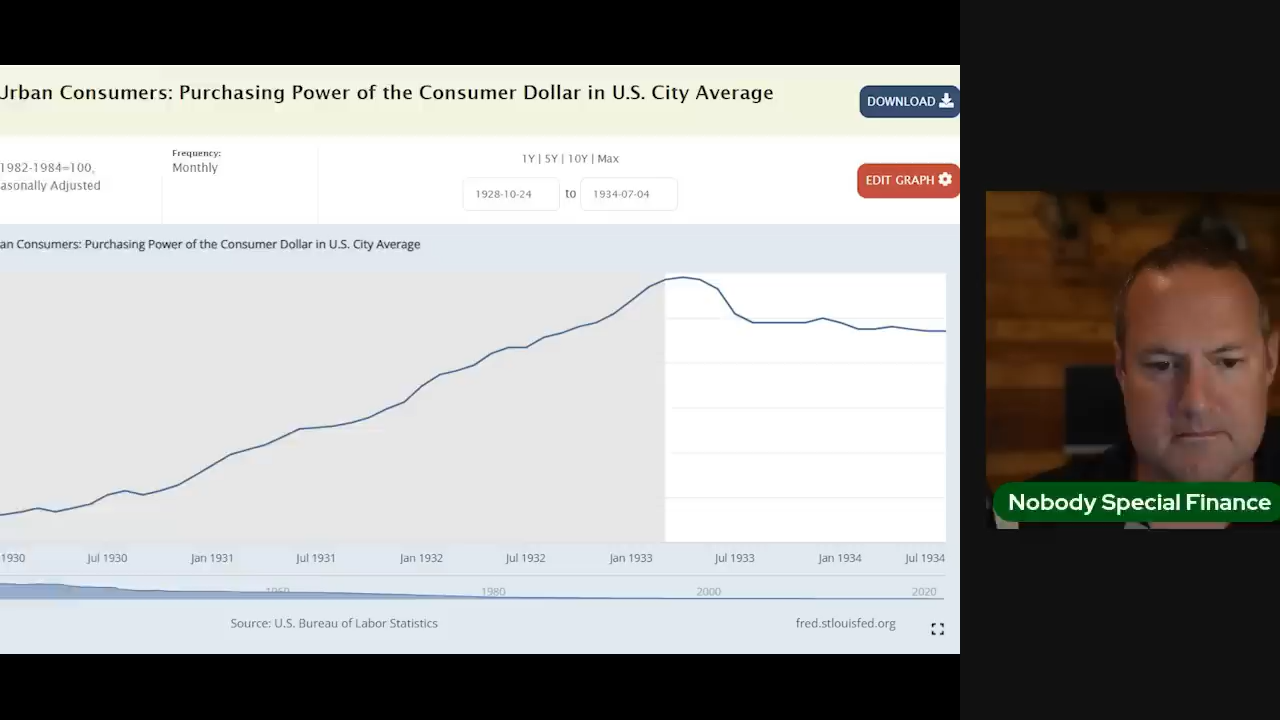 Urban Consumers: Purchasing Power of the Consumer Dollar in U.S. City Average
DOWNLOAD
1982-1984=100,
asonally Adjusted
Frequency:
Monthly
1Y | 5Y | 10Y | Max
1928-10-24 to 1934-07-04
EDIT GRAPH
an Consumers: Purchasing Power of the Consumer Dollar in U.S. City Average
1930 Jul 1930 Jan 1931 Jul 1931 Jan 1932 Jul 1932 Jan 1933 Jul 1933 Jan 1934 Jul 1934
1960 1980 2000 2020
Source: U.S. Bureau of Labor Statistics
fred.stlouisfed.org
Nobody Special Finance